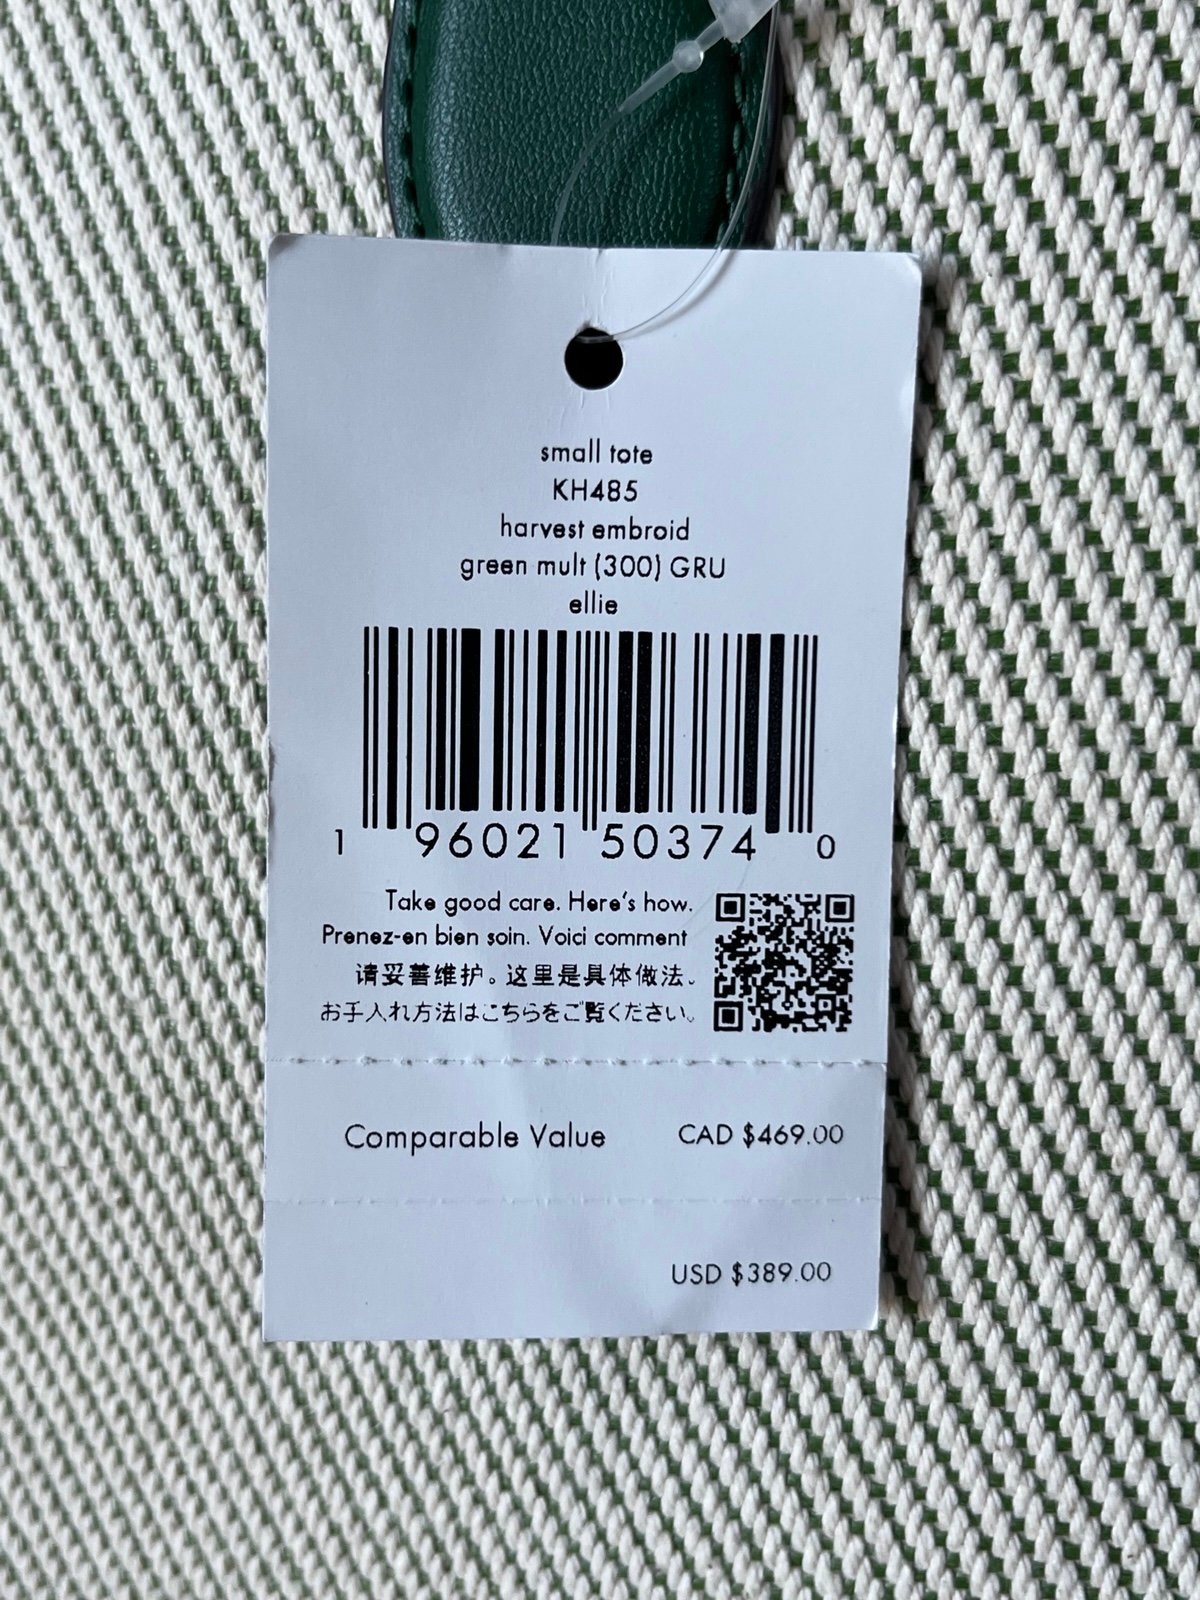 small tote
KH485
harvest embroid
green mult (300) GRU
ellie
1 96021 50374 0
Take good care. Here's how.
Prenez-en bien soin. Voici comment
请妥善维护。这里是具体做法。
お手入れ方法はこちらをご覧ください。
Comparable Value CAD $469.00
USD $389.00